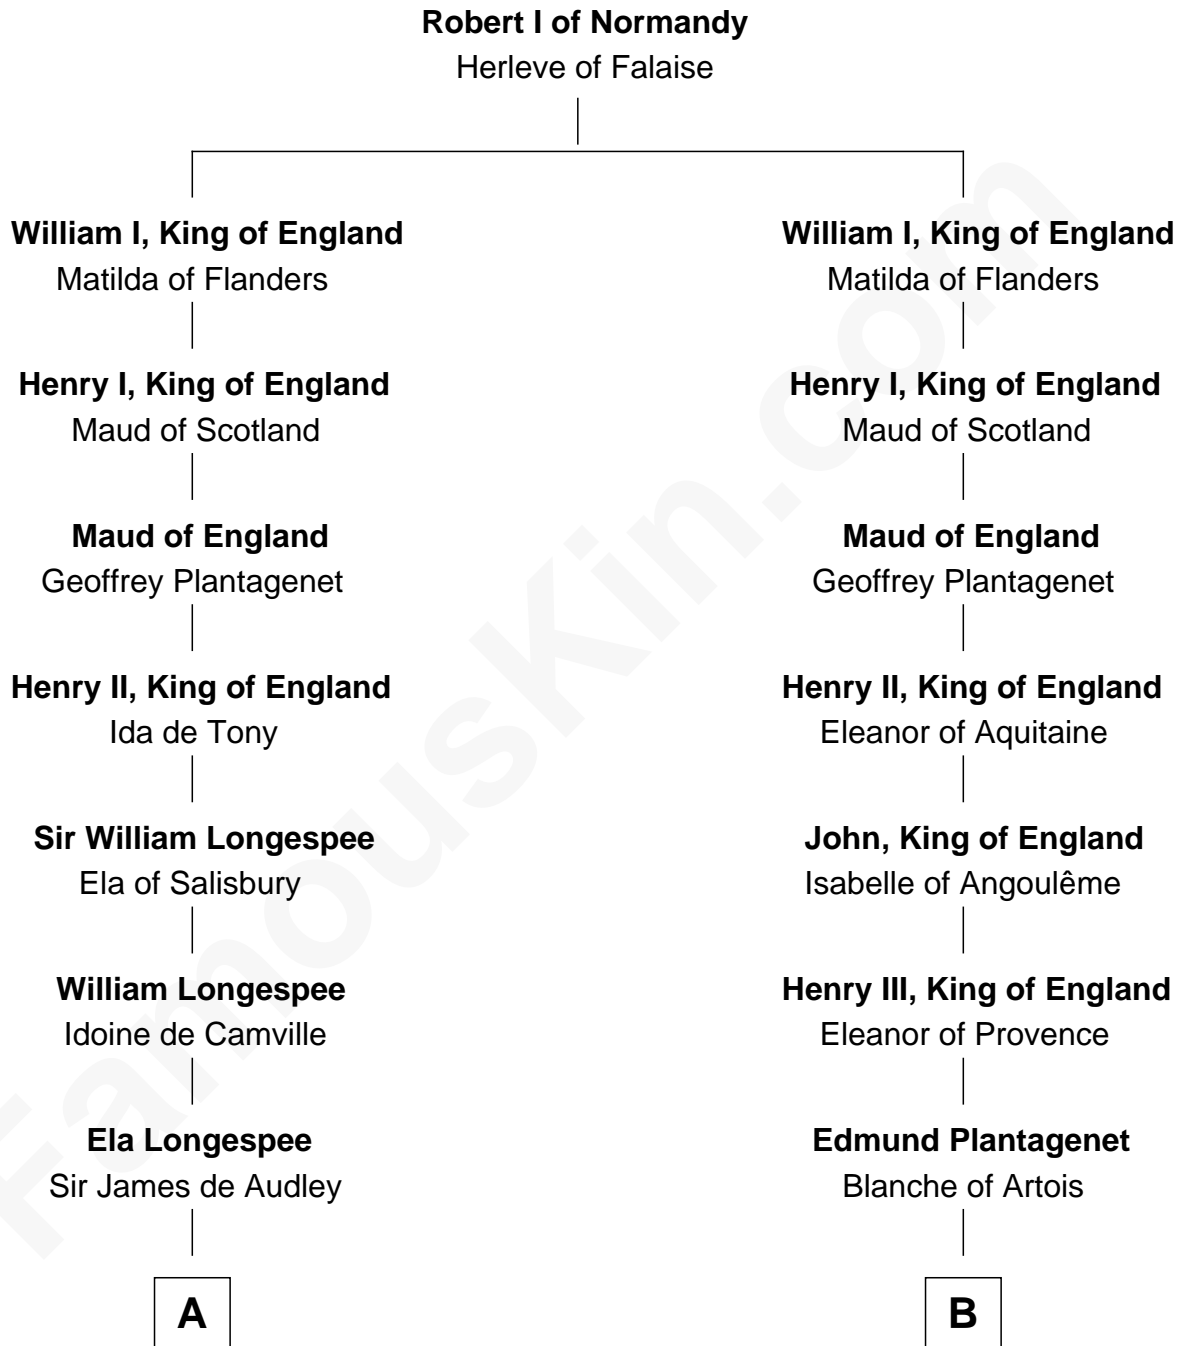 Robert I of Normandy
Herleve of Falaise
William I, King of England
Matilda of Flanders
Henry I, King of England
Maud of Scotland
Maud of England
Geoffrey Plantagenet
Henry II, King of England
Ida de Tony
Sir William Longespee
Ela of Salisbury
William Longespee
Idoine de Camville
Ela Longespee
Sir James de Audley
A
William I, King of England
Matilda of Flanders
Henry I, King of England
Maud of Scotland
Maud of England
Geoffrey Plantagenet
Henry II, King of England
Eleanor of Aquitaine
John, King of England
Isabelle of Angoulême
Henry III, King of England
Eleanor of Provence
Edmund Plantagenet
Blanche of Artois
B
FamousKin.com